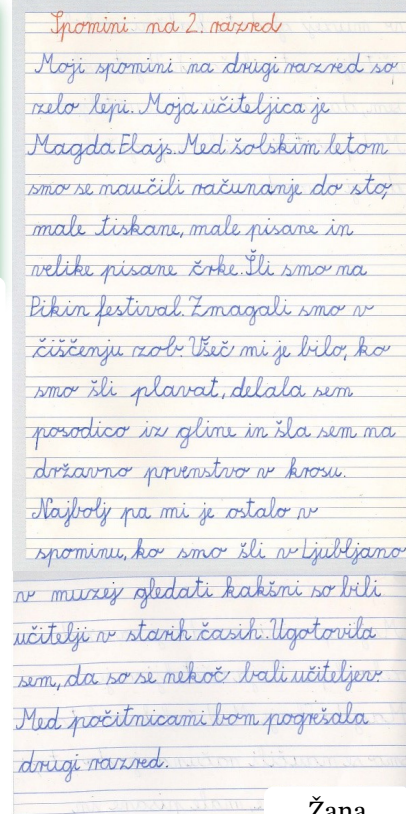 Spomini na 2. razred
Moji spomini na drugi razred so
zelo lepi. Moja učiteljica je
Magda Elajs. Med šolskim letom
smo se naučili računanje do sto,
male tiskane, male pisane in
velike pisane črke. Šli smo na
Pikin festival. Zmagali smo v
čiščenju zob. Všeč mi je bilo, ko
smo šli plavat, delala sem
posodico iz gline in šla sem na
državno prvenstvo v krosu.
Najbolj pa mi je ostalo v
spominu, ko smo šli v Ljubljano
v muzej gledati kakšni so bili
učitelji v starih časih. Ugotovila
sem, da so se nekoč bali učiteljev.
Med počitnicami bom pogrešala
drugi razred.
Žana